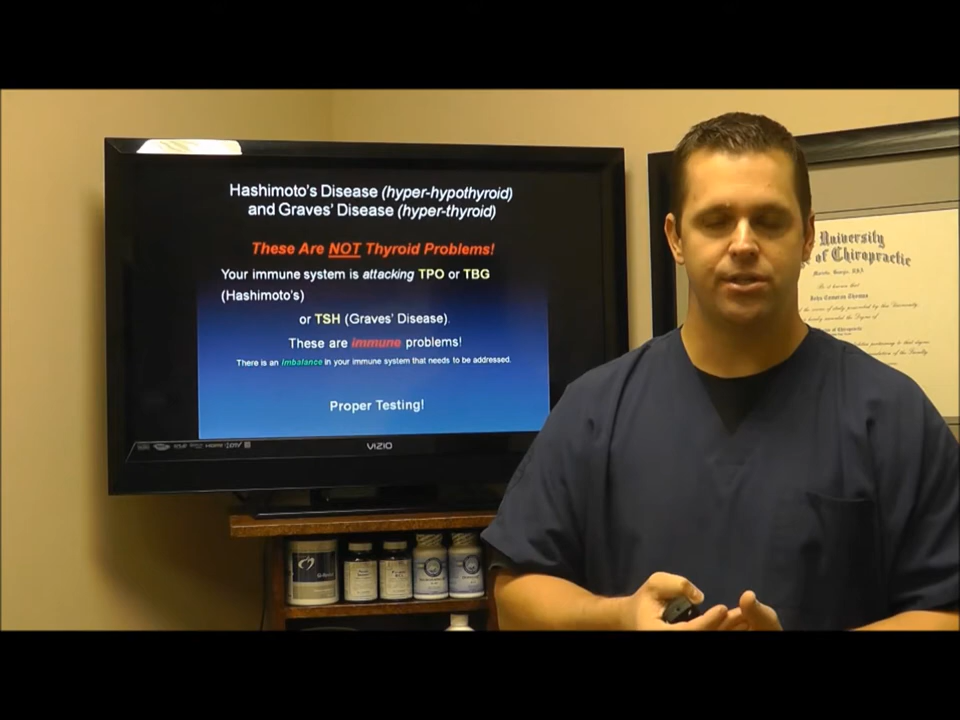 Hashimoto's Disease (hyper-hypothyroid)
and Graves' Disease (hyper-thyroid)
These Are NOT Thyroid Problems!
Your immune system is attacking TPO or TBG
(Hashimoto's)
or TSH (Graves' Disease).
These are immune problems!
There is an imbalance in your immune system that needs to be addressed.
Proper Testing!
VIZIO
University
of Chiropractic